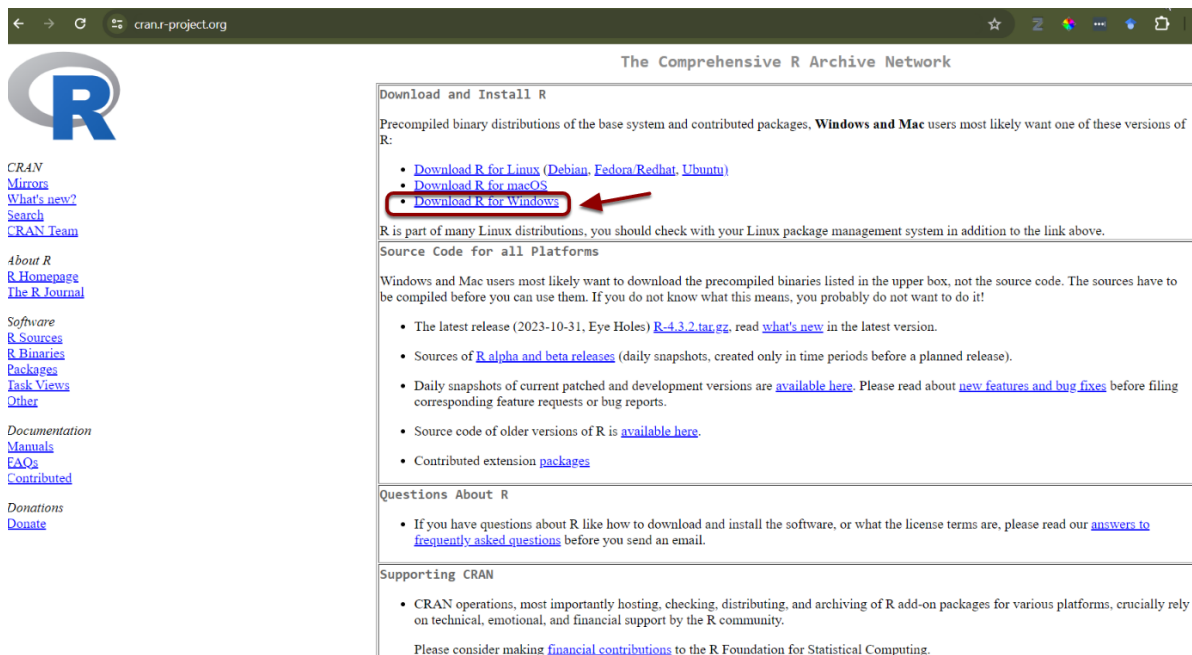 cran.r-project.org
The Comprehensive R Archive Network
R
CRAN
Mirrors
What's new?
Search
CRAN Team
About R
R Homepage
The R Journal
Software
R Sources
R Binaries
Packages
Task Views
Other
Documentation
Manuals
FAQs
Contributed
Donations
Donate
Download and Install R
Precompiled binary distributions of the base system and contributed packages, Windows and Mac users most likely want one of these versions of
R:
• Download R for Linux (Debian, Fedora/Redhat, Ubuntu)
• Download R for macOS
• Download R for Windows
R is part of many Linux distributions, you should check with your Linux package management system in addition to the link above.
Source Code for all Platforms
Windows and Mac users most likely want to download the precompiled binaries listed in the upper box, not the source code. The sources have to
be compiled before you can use them. If you do not know what this means, you probably do not want to do it!
• The latest release (2023-10-31, Eye Holes) R-4.3.2.tar.gz, read what's new in the latest version.
• Sources of R alpha and beta releases (daily snapshots, created only in time periods before a planned release).
• Daily snapshots of current patched and development versions are available here. Please read about new features and bug fixes before filing
corresponding feature requests or bug reports.
• Source code of older versions of R is available here.
• Contributed extension packages
Questions About R
• If you have questions about R like how to download and install the software, or what the license terms are, please read our answers to
frequently asked questions before you send an email.
Supporting CRAN
• CRAN operations, most importantly hosting, checking, distributing, and archiving of R add-on packages for various platforms, crucially rely
on technical, emotional, and financial support by the R community.
Please consider making financial contributions to the R Foundation for Statistical Computing.